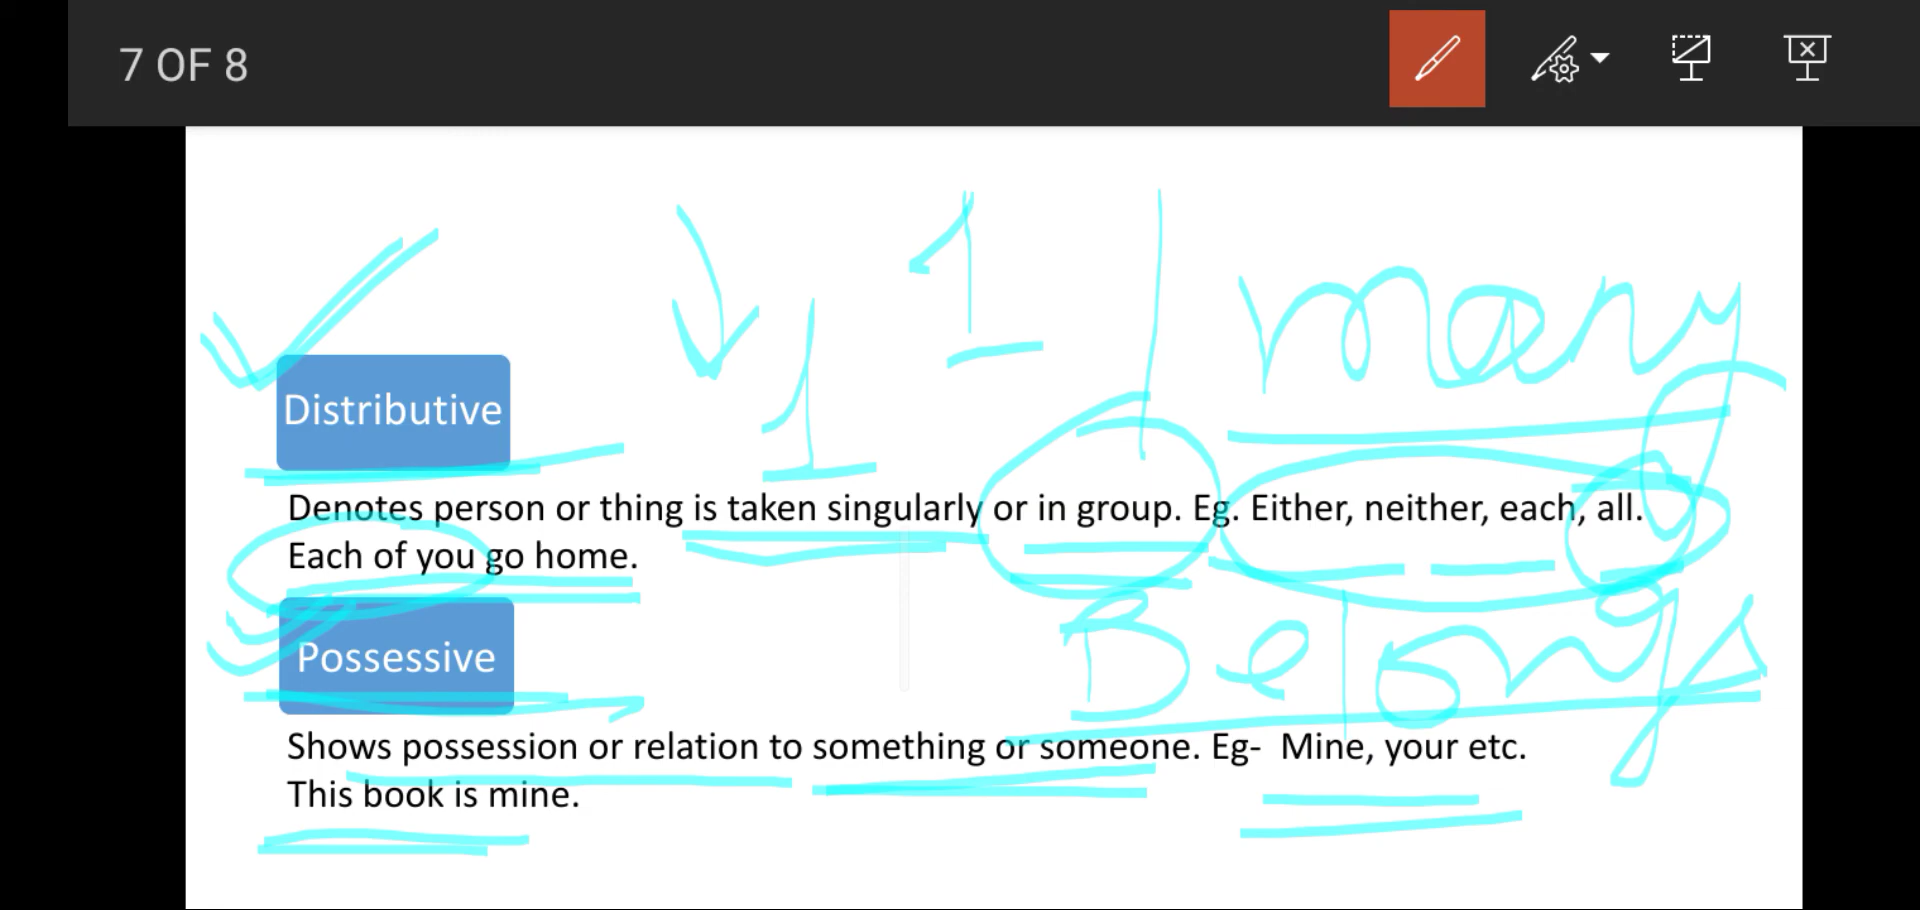 7 OF 8
1
1
many
Distributive
Denotes person or thing is taken singularly or in group. Eg. Either, neither, each, all.
Each of you go home.
Belongs
Possessive
Shows possession or relation to something or someone. Eg- Mine, your etc.
This book is mine.